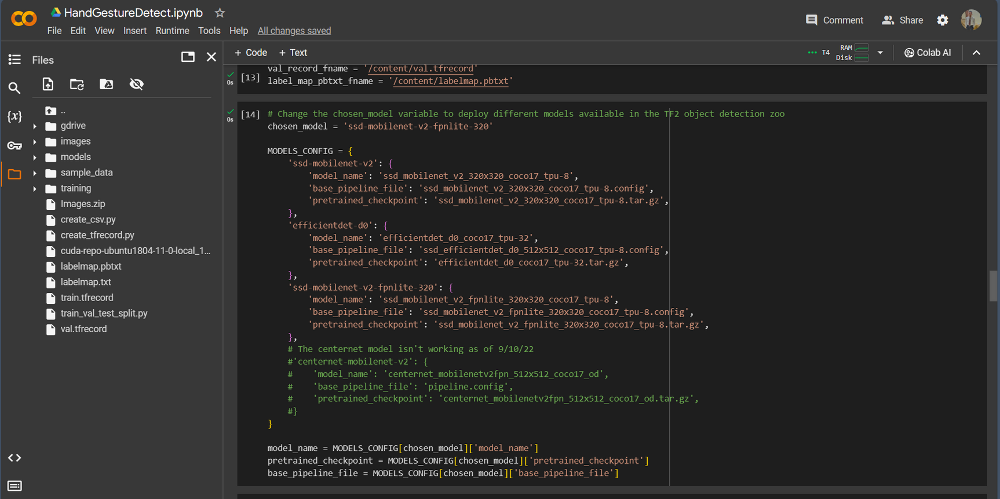 HandGestureDetect.ipynb
File Edit View Insert Runtime Tools Help All changes saved
Comment Share
Files
+ Code + Text
T4 RAM Disk
Colab AI
..
gdrive
images
models
sample_data
training
Images.zip
create_csv.py
create_tfrecord.py
cuda-repo-ubuntu1804-11-0-local_1...
labelmap.pbtxt
labelmap.txt
train.tfrecord
train_val_test_split.py
val.tfrecord
{x}
0s
[13]
val_record_fname = '/content/val.tfrecord'
label_map_pbtxt_fname = '/content/labelmap.pbtxt'
0s
[14] # Change the chosen_model variable to deploy different models available in the TF2 object detection zoo
chosen_model = 'ssd-mobilenet-v2-fpnlite-320'
MODELS_CONFIG = {
'ssd-mobilenet-v2': {
'model_name': 'ssd_mobilenet_v2_320x320_coco17_tpu-8',
'base_pipeline_file': 'ssd_mobilenet_v2_320x320_coco17_tpu-8.config',
'pretrained_checkpoint': 'ssd_mobilenet_v2_320x320_coco17_tpu-8.tar.gz',
},
'efficientdet-d0': {
'model_name': 'efficientdet_d0_coco17_tpu-32',
'base_pipeline_file': 'ssd_efficientdet_d0_512x512_coco17_tpu-8.config',
'pretrained_checkpoint': 'efficientdet_d0_coco17_tpu-32.tar.gz',
},
'ssd-mobilenet-v2-fpnlite-320': {
'model_name': 'ssd_mobilenet_v2_fpnlite_320x320_coco17_tpu-8',
'base_pipeline_file': 'ssd_mobilenet_v2_fpnlite_320x320_coco17_tpu-8.config',
'pretrained_checkpoint': 'ssd_mobilenet_v2_fpnlite_320x320_coco17_tpu-8.tar.gz',
},
# The centernet model isn't working as of 9/10/22
#'centernet-mobilenet-v2': {
#    'model_name': 'centernet_mobilenetv2fpn_512x512_coco17_od',
#    'base_pipeline_file': 'pipeline.config',
#    'pretrained_checkpoint': 'centernet_mobilenetv2fpn_512x512_coco17_od.tar.gz',
#}
}
model_name = MODELS_CONFIG[chosen_model]['model_name']
pretrained_checkpoint = MODELS_CONFIG[chosen_model]['pretrained_checkpoint']
base_pipeline_file = MODELS_CONFIG[chosen_model]['base_pipeline_file']